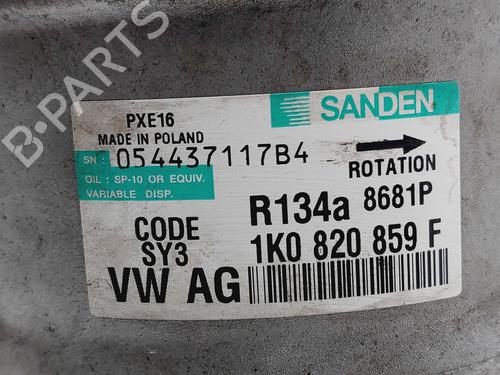 SANDEN
PXE16
MADE IN POLAND
SN: 054437117B4
ROTATION
OIL: SP-10 OR EQUIV.
VARIABLE DISP.
R134a 8681P
CODE
SY3
1K0 820 859 F
VW AG
B-PARTS